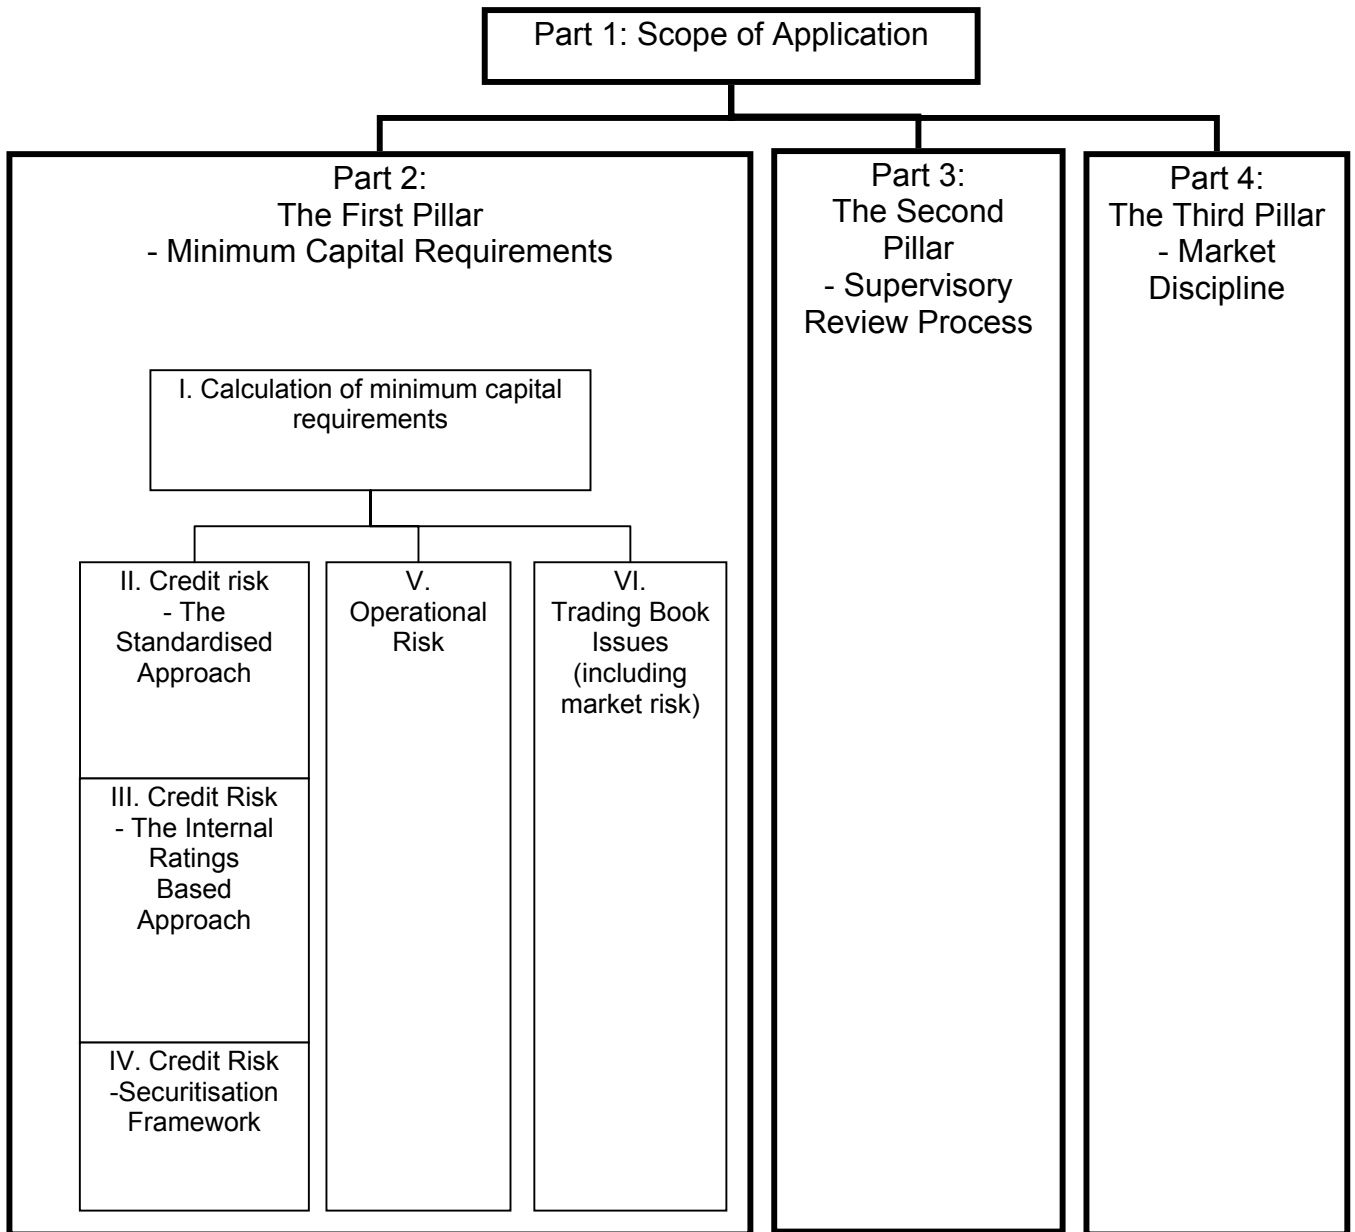 Part 1: Scope of Application
Part 2:
The First Pillar
- Minimum Capital Requirements
I. Calculation of minimum capital
requirements
II. Credit risk
- The
Standardised
Approach
III. Credit Risk
- The Internal
Ratings
Based
Approach
IV. Credit Risk
-Securitisation
Framework
V.
Operational
Risk
VI.
Trading Book
Issues
(including
market risk)
Part 3:
The Second
Pillar
- Supervisory
Review Process
Part 4:
The Third Pillar
- Market
Discipline